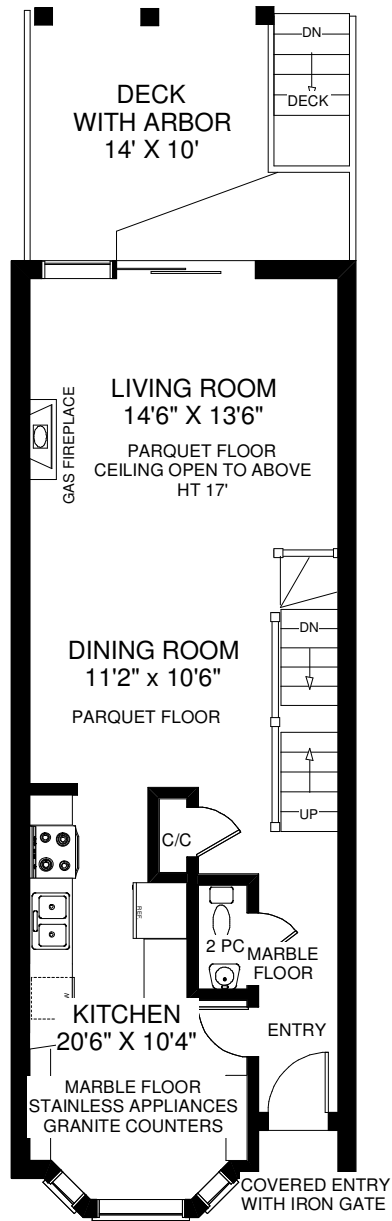 DN
DECK
DECK
WITH ARBOR
14' X 10'
LIVING ROOM
14'6" X 13'6"
PARQUET FLOOR
CEILING OPEN TO ABOVE
HT 17'
GAS FIREPLACE
DINING ROOM
11'2" x 10'6"
PARQUET FLOOR
DN
UP
C/C
REF.
2 PC
MARBLE
FLOOR
KITCHEN
20'6" X 10'4"
ENTRY
MARBLE FLOOR
STAINLESS APPLIANCES
GRANITE COUNTERS
COVERED ENTRY
WITH IRON GATE